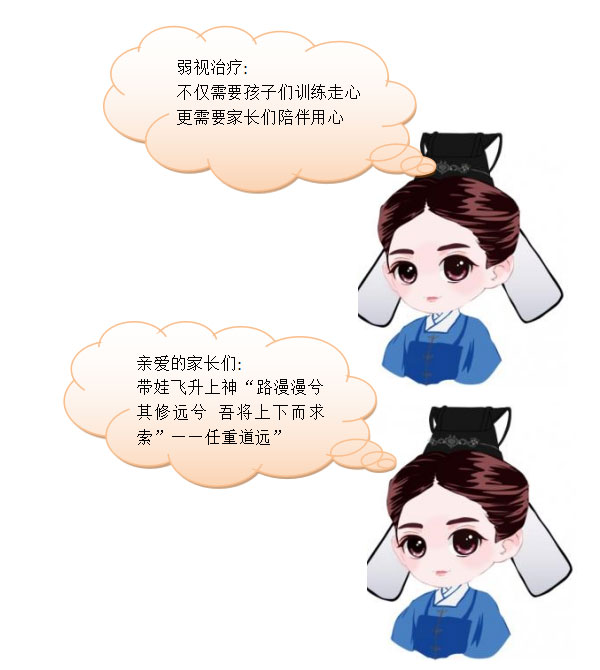 弱视治疗:
不仅需要孩子们训练走心
更需要家长们陪伴用心
亲爱的家长们:
带娃飞升上神“路漫漫兮
其修远兮 吾将上下而求
索”一一任重道远”